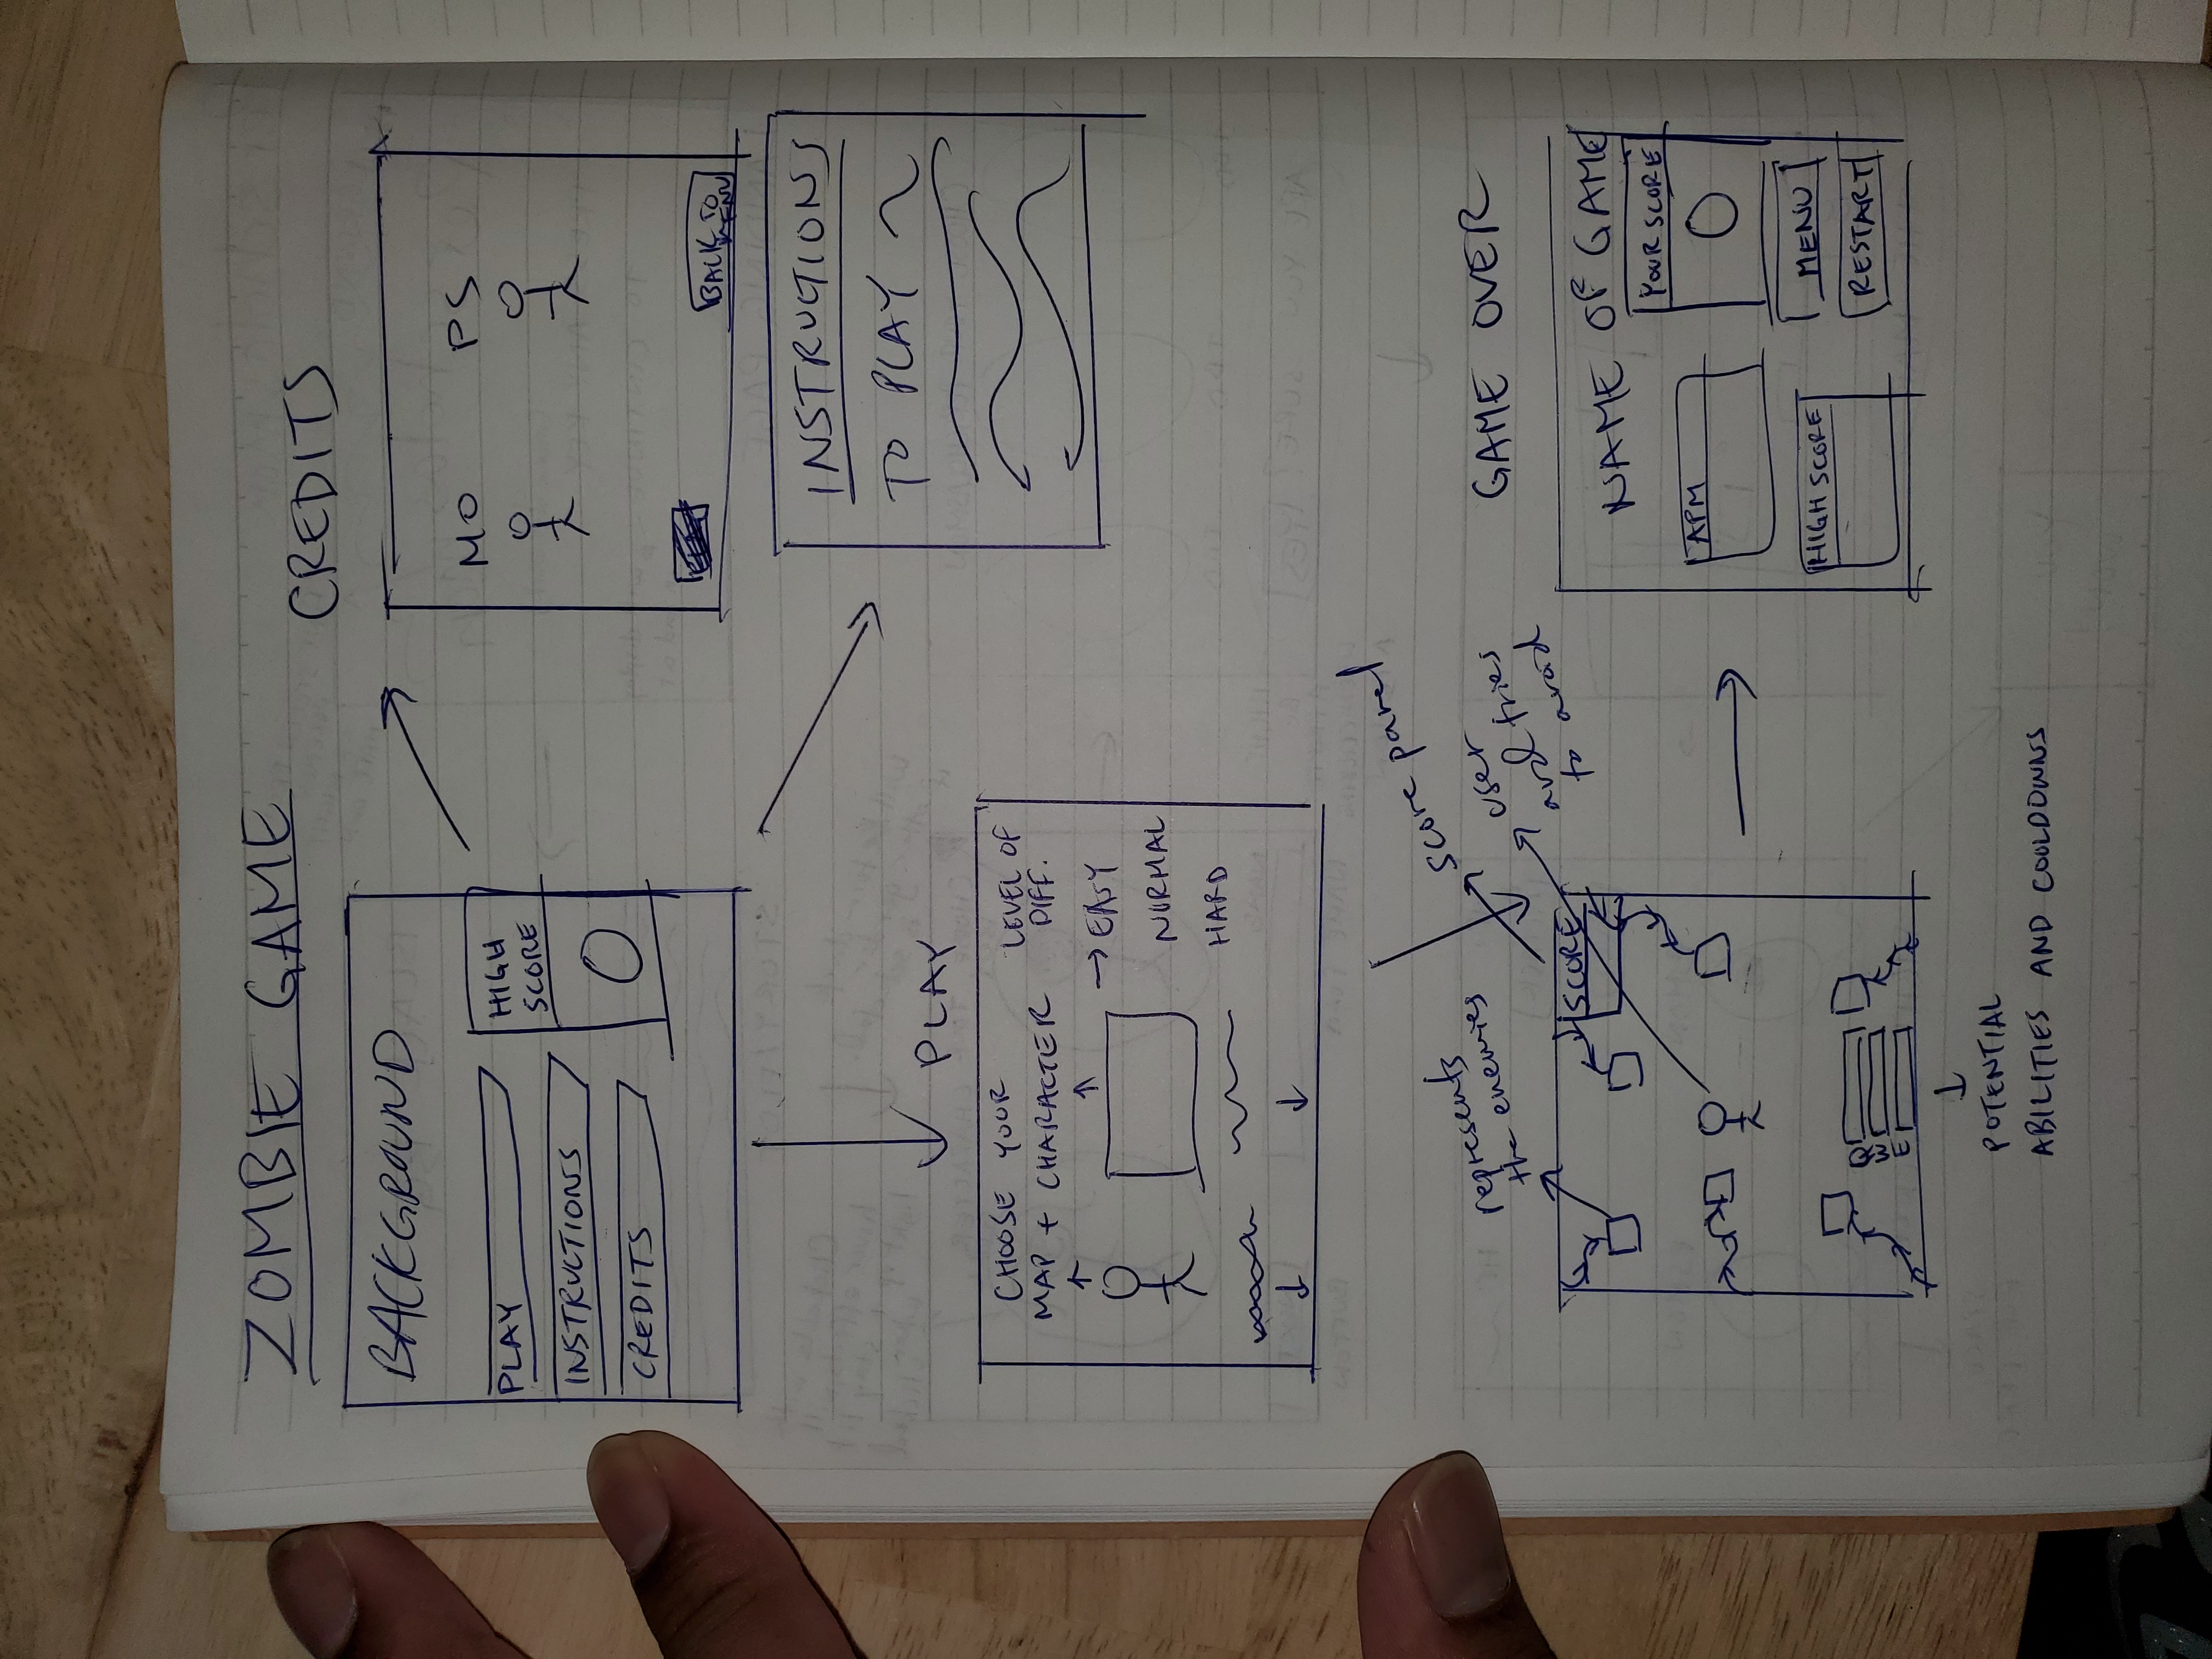 ZOMBIE GAME
BACKGROUND
PLAY
INSTRUCTIONS
CREDITS
HIGH
SCORE
CREDITS
MO PS
BACK TO
MENU
INSTRUCTIONS
TO PLAY
PLAY
CHOOSE YOUR
MAP + CHARACTER
LEVEL OF
DIFF.
EASY
NORMAL
HARD
represents
the enemies
score panel
user
and tries
to avoid
SCORE
Q
W
E
POTENTIAL
ABILITIES AND COOLDOWNS
GAME OVER
NAME OF GAME
YOUR SCORE
APM
HIGH SCORE
MENU
RESTART